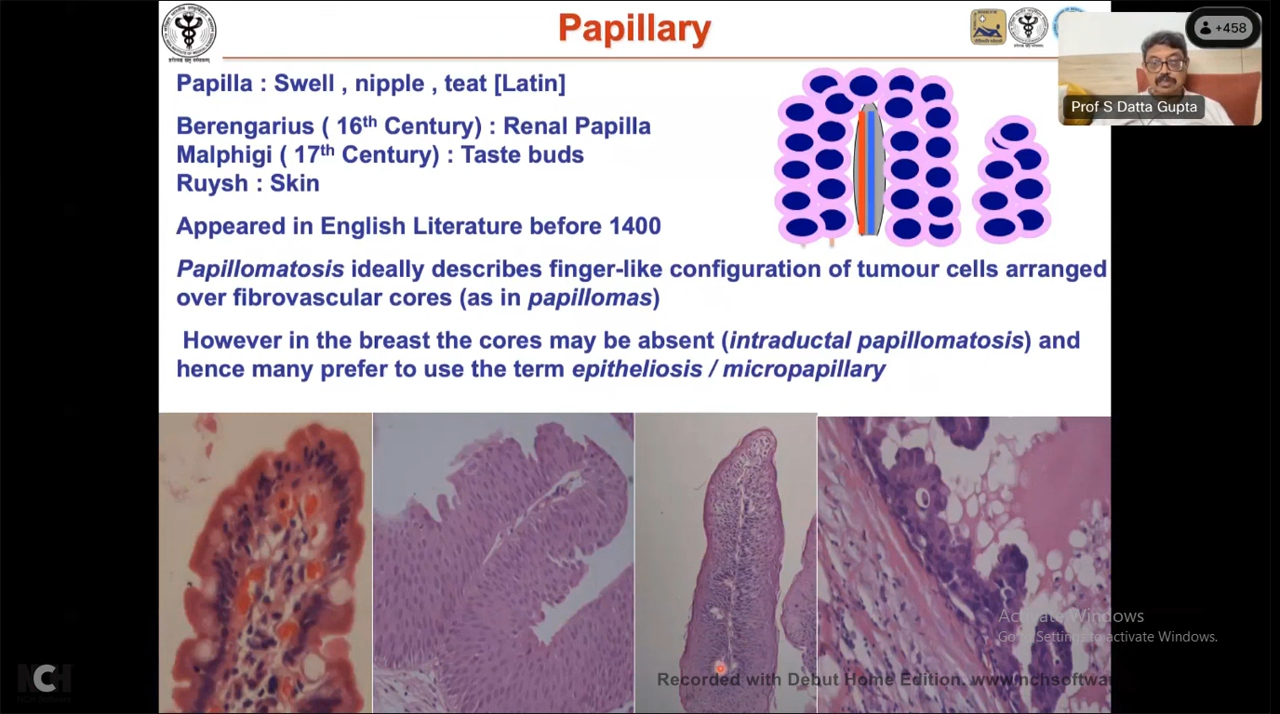 Papillary
+458
Prof S Datta Gupta
Papilla : Swell , nipple , teat [Latin]
Berengarius ( 16th Century) : Renal Papilla
Malphigi ( 17th Century) : Taste buds
Ruysh : Skin
Appeared in English Literature before 1400
Papillomatosis ideally describes finger-like configuration of tumour cells arranged
over fibrovascular cores (as in papillomas)
However in the breast the cores may be absent (intraductal papillomatosis) and
hence many prefer to use the term epitheliosis / micropapillary
Activate Windows
Go to Settings to activate Windows.
NCH
Recorded with Debut Home Edition. www.nchsoftwar